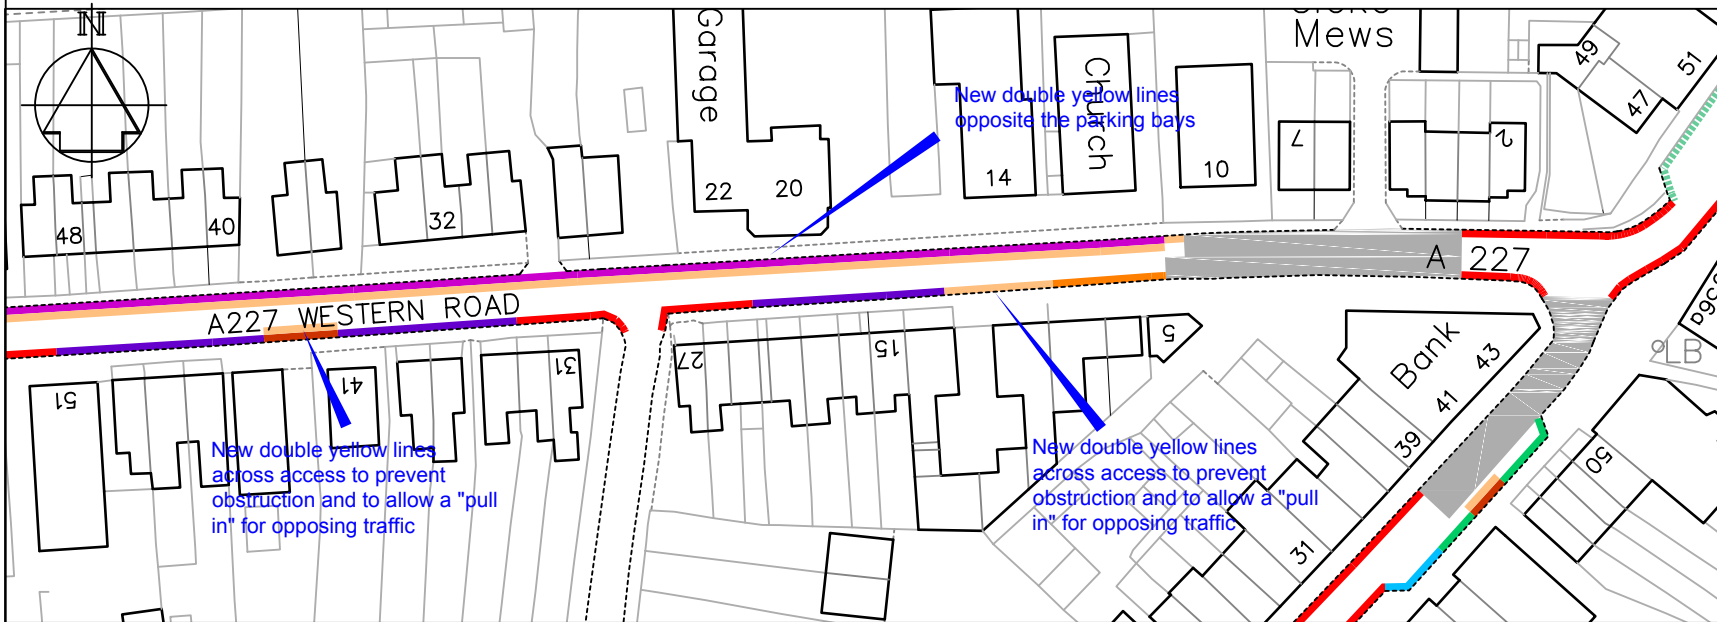 N
Garage
Mews
Church
New double yellow lines
opposite the parking bays
49
51
47
7
2
48
40
32
22
20
14
10
A 227
A227 WESTERN ROAD
51
41
31
27
15
5
Bank
43
41
39
31
50
LB
New double yellow lines
across access to prevent
obstruction and to allow a "pull
in" for opposing traffic
New double yellow lines
across access to prevent
obstruction and to allow a "pull
in" for opposing traffic